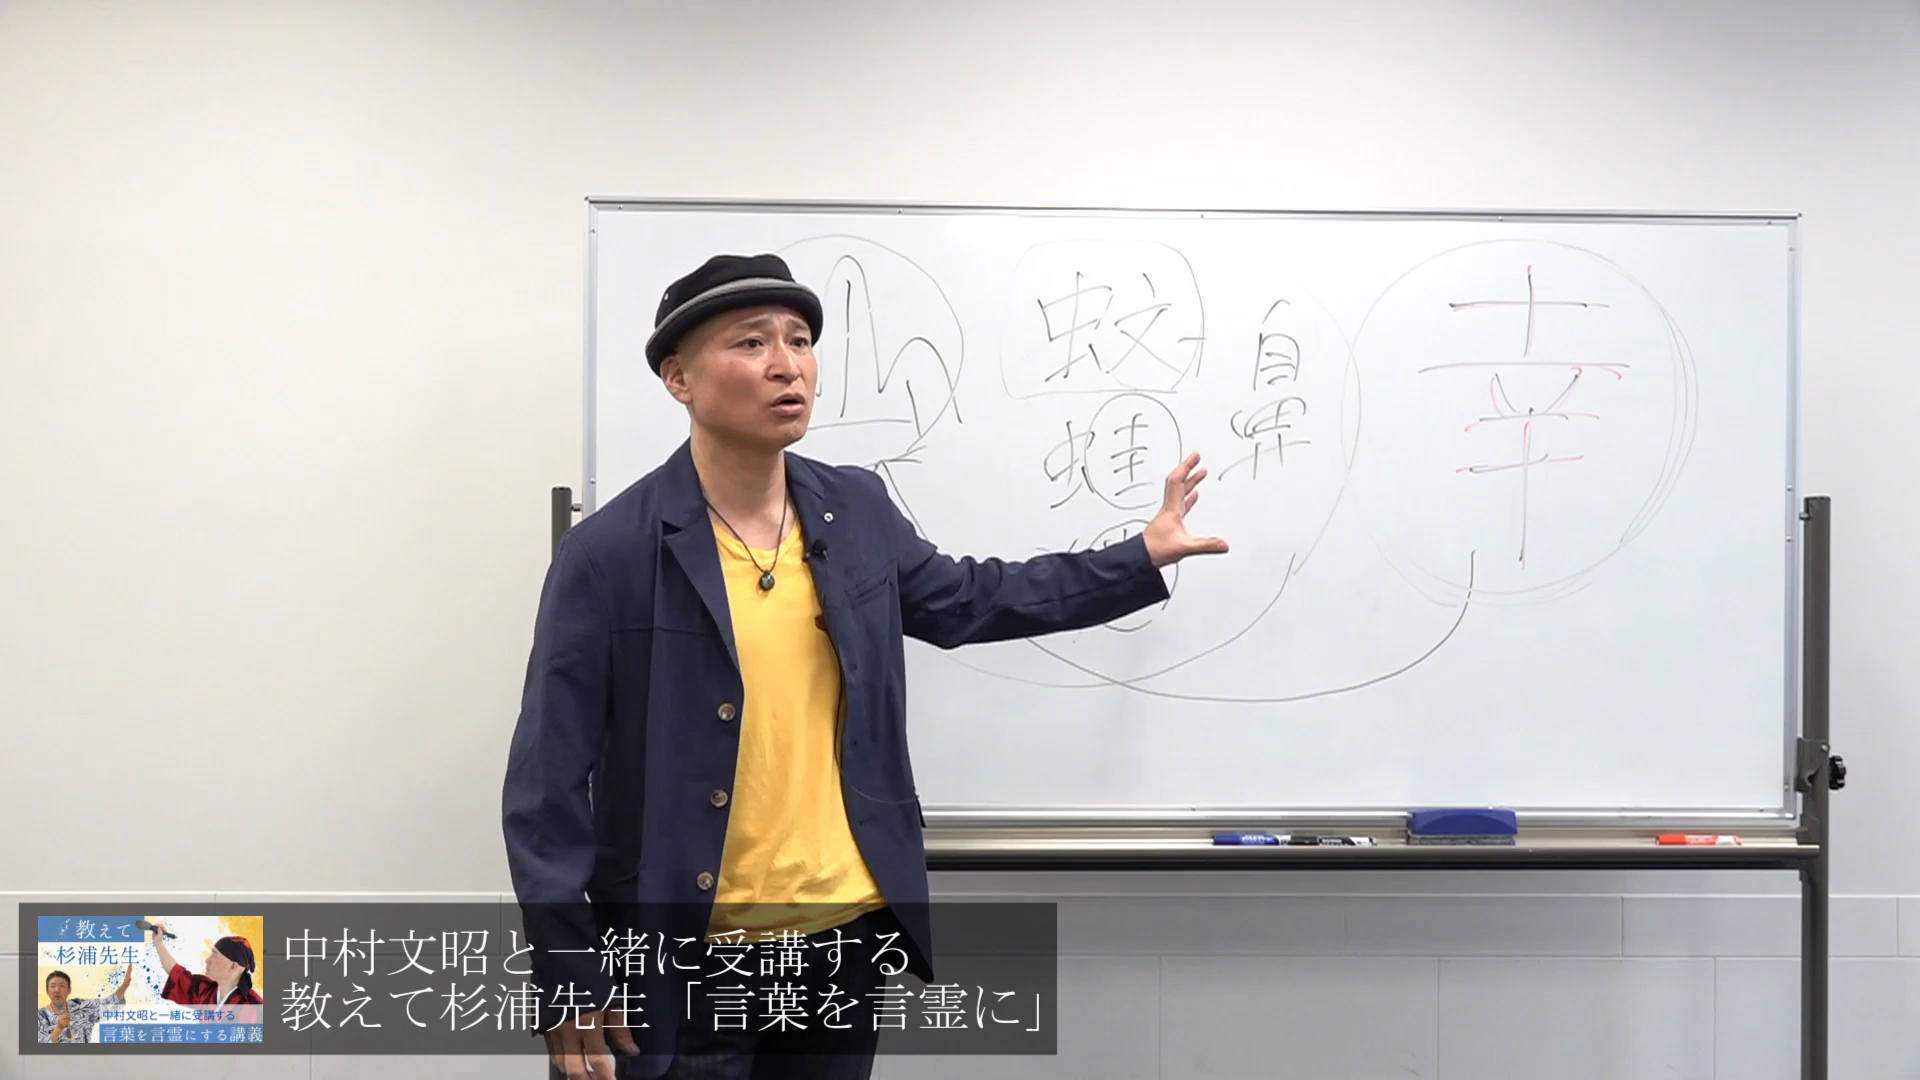 山
蚊
蛙
自
鼻
幸
教えて
杉浦先生
中村文昭と一緒に受講する
言葉を言霊にする講義
中村文昭と一緒に受講する
教えて杉浦先生「言葉を言霊に」